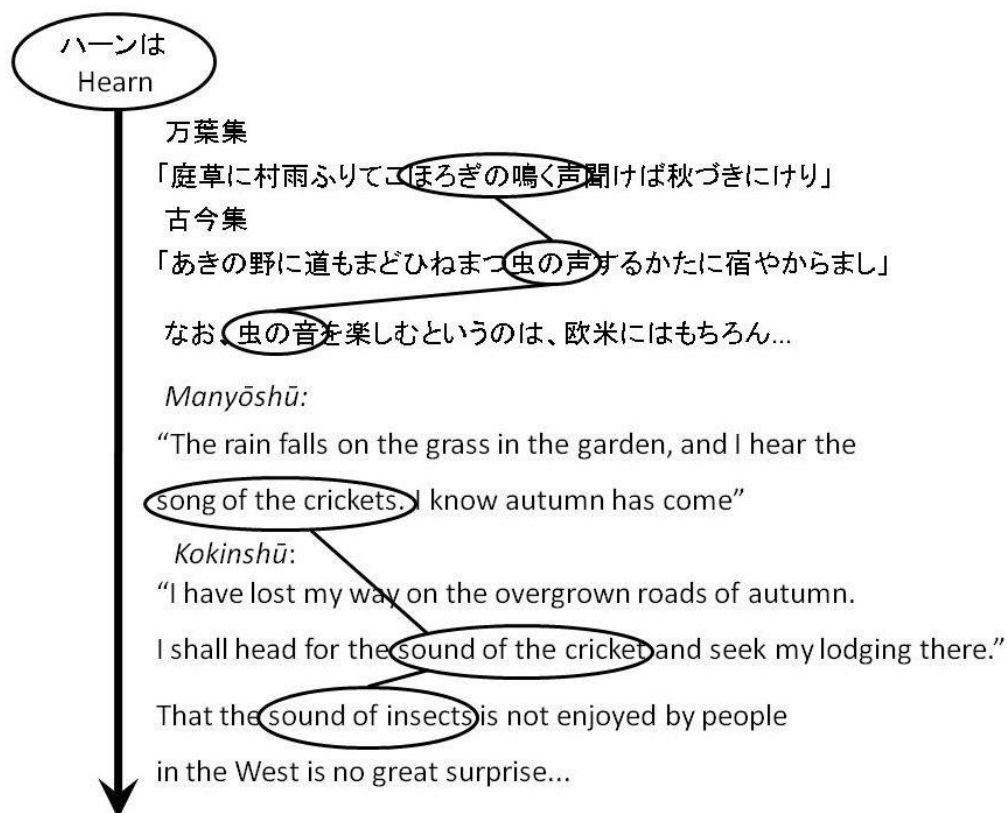 ハーンは
Hearn
万葉集
「庭草に村雨ふりてこほろぎの鳴く声聞けば秋づきにけり」
古今集
「あきの野に道もまどひねまつ虫の声するかたに宿やからまし」
なお、虫の音を楽しむというのは、欧米にはもちろん...
Manyōshū:
“The rain falls on the grass in the garden, and I hear the
song of the crickets. I know autumn has come”
Kokinshū:
“I have lost my way on the overgrown roads of autumn.
I shall head for the sound of the cricket and seek my lodging there.”
That the sound of insects is not enjoyed by people
in the West is no great surprise...